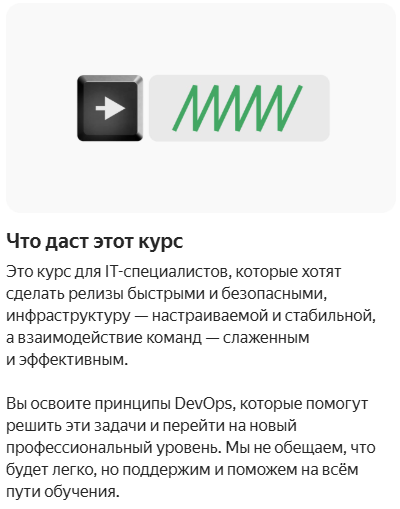 Что даст этот курс
Это курс для IT-специалистов, которые хотят
сделать релизы быстрыми и безопасными,
инфраструктуру — настраиваемой и стабильной,
а взаимодействие команд — слаженным
и эффективным.
Вы освоите принципы DevOps, которые помогут
решить эти задачи и перейти на новый
профессиональный уровень. Мы не обещаем, что
будет легко, но поддержим и поможем на всём
пути обучения.